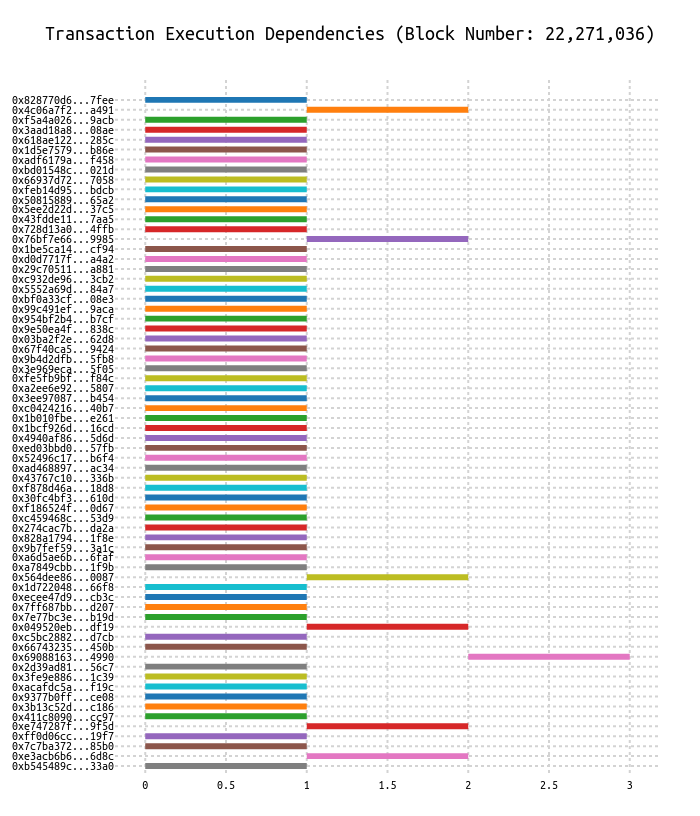 Transaction Execution Dependencies (Block Number: 22,271,036)
0x828770d6...7fee
0x4c06a7f2...a491
0xf5a4a026...9acb
0x3aad18a8...08ae
0x618ae122...285c
0x1d5e7579...b86e
0xadf6179a...f458
0xbd01548c...021d
0x66937d72...7058
0xfeb14d95...bdcb
0x50815889...65a2
0x5ee2d22d...37c5
0x43fdde11...7aa5
0x728d13a0...4ffb
0x76bf7e66...9985
0x1be5ca14...cf94
0xd0d7717f...a4a2
0x29c70511...a881
0xc932de96...3cb2
0x5552a69d...84a7
0xbf0a33cf...08e3
0x99c491ef...9aca
0x954bf2b4...b7cf
0x9e50ea4f...838c
0x03ba2f2e...62d8
0x67f40ca5...9424
0x9b4d2dfb...5fb8
0x3e969eca...5f05
0xfe5fb9bf...f84c
0xa2ee6e92...5807
0x3ee97087...b454
0xc0424216...40b7
0x1b010fbe...e261
0x1bcf926d...16cd
0x4940af86...5d6d
0xed03bbd0...57fb
0x52496c17...b6f4
0xad468897...ac34
0x43767c10...336b
0xf878d46a...18d8
0x30fc4bf3...610d
0xf186524f...0d67
0xc459468c...53d9
0x274cac7b...da2a
0x828a1794...1f8e
0x9b7fef59...3a1c
0xa6d5ae6b...6faf
0xa7849cbb...1f9b
0x564dee86...0087
0x1d722048...66f8
0xecee47d9...cb3c
0x7ff687bb...d207
0x7e77bc3e...b19d
0x049520eb...df19
0xc5bc2882...d7cb
0x66743235...450b
0x69088163...4990
0x2d39ad81...56c7
0x3fe9e886...1c39
0xacafdc5a...f19c
0x9377b0ff...ce08
0x3b13c52d...c186
0x411c8090...cc97
0xe747287f...9f5d
0xff0d06cc...19f7
0x7c7ba372...85b0
0xe3acb6b6...6d8c
0xb545489c...33a0
0 0.5 1 1.5 2 2.5 3